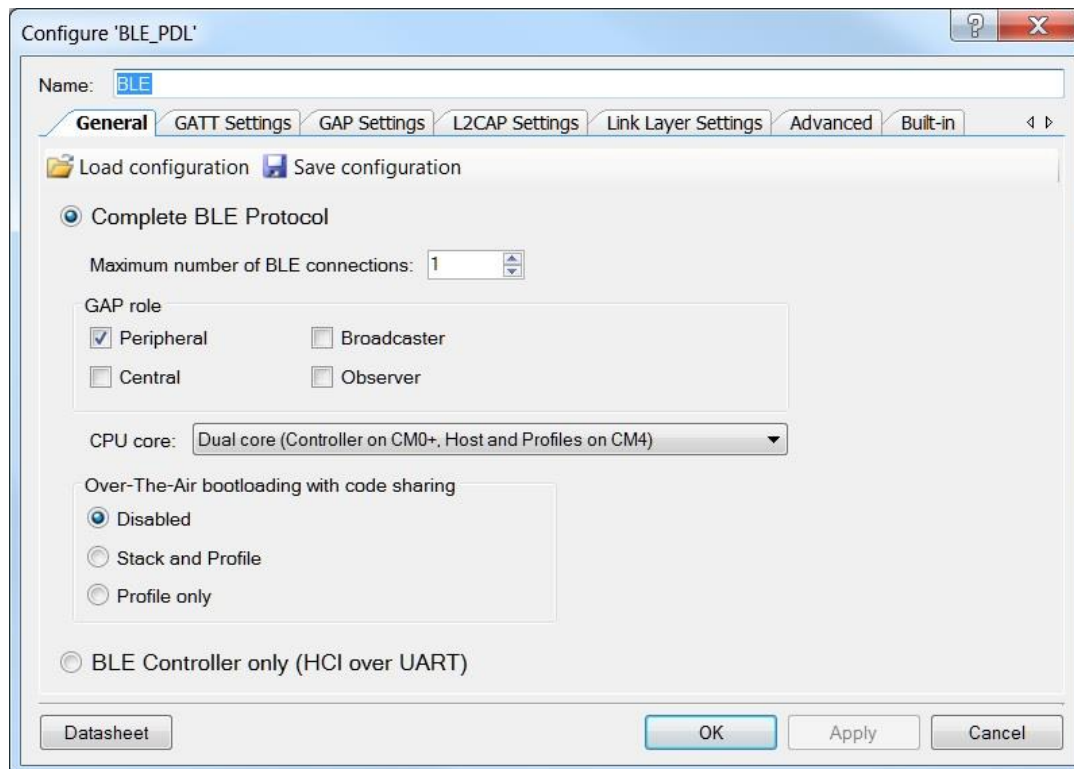 Configure 'BLE_PDL'
Name: BLE
General GATT Settings GAP Settings L2CAP Settings Link Layer Settings Advanced Built-in
Load configuration Save configuration
Complete BLE Protocol
Maximum number of BLE connections: 1
GAP role
Peripheral Broadcaster
Central Observer
CPU core: Dual core (Controller on CM0+, Host and Profiles on CM4)
Over-The-Air bootloading with code sharing
Disabled
Stack and Profile
Profile only
BLE Controller only (HCI over UART)
Datasheet OK Apply Cancel